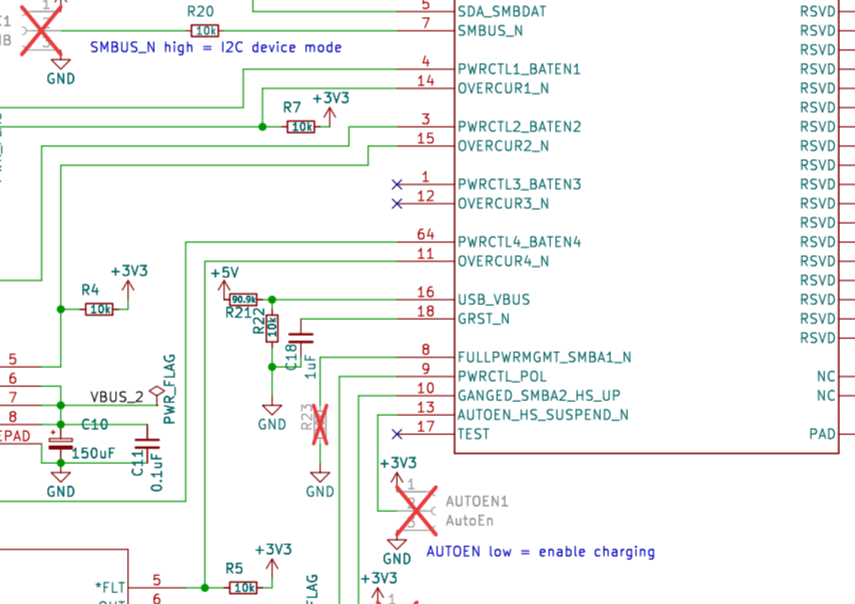 5 SDA_SMBDAT RSVD
R20
10k
7 SMBUS_N RSVD
SMBUS_N high = I2C device mode
GND
RSVD
4 PWRCTL1_BATEN1 RSVD
14 OVERCUR1_N RSVD
RSVD
R7
10k
+3V3
3 PWRCTL2_BATEN2 RSVD
15 OVERCUR2_N RSVD
RSVD
1 PWRCTL3_BATEN3 RSVD
12 OVERCUR3_N RSVD
RSVD
64 PWRCTL4_BATEN4 RSVD
11 OVERCUR4_N RSVD
RSVD
R4
10k
+3V3
+5V
90.9k
R21
R22
10k
16 USB_VBUS RSVD
18 GRST_N RSVD
RSVD
C18
1uF
GND
8 FULLPWRMGMT_SMBA1_N
9 PWRCTL_POL NC
10 GANGED_SMBA2_HS_UP NC
13 AUTOEN_HS_SUSPEND_N
17 TEST PAD
R23
GND
5
6
7
8
EPAD
VBUS_2
PWR_FLAG
C10
150uF
C11
0.1uF
GND
+3V3
1
AUTOEN1
AutoEn
GND
AUTOEN low = enable charging
*FLT 5
6
R5
10k
+3V3
+3V3
1